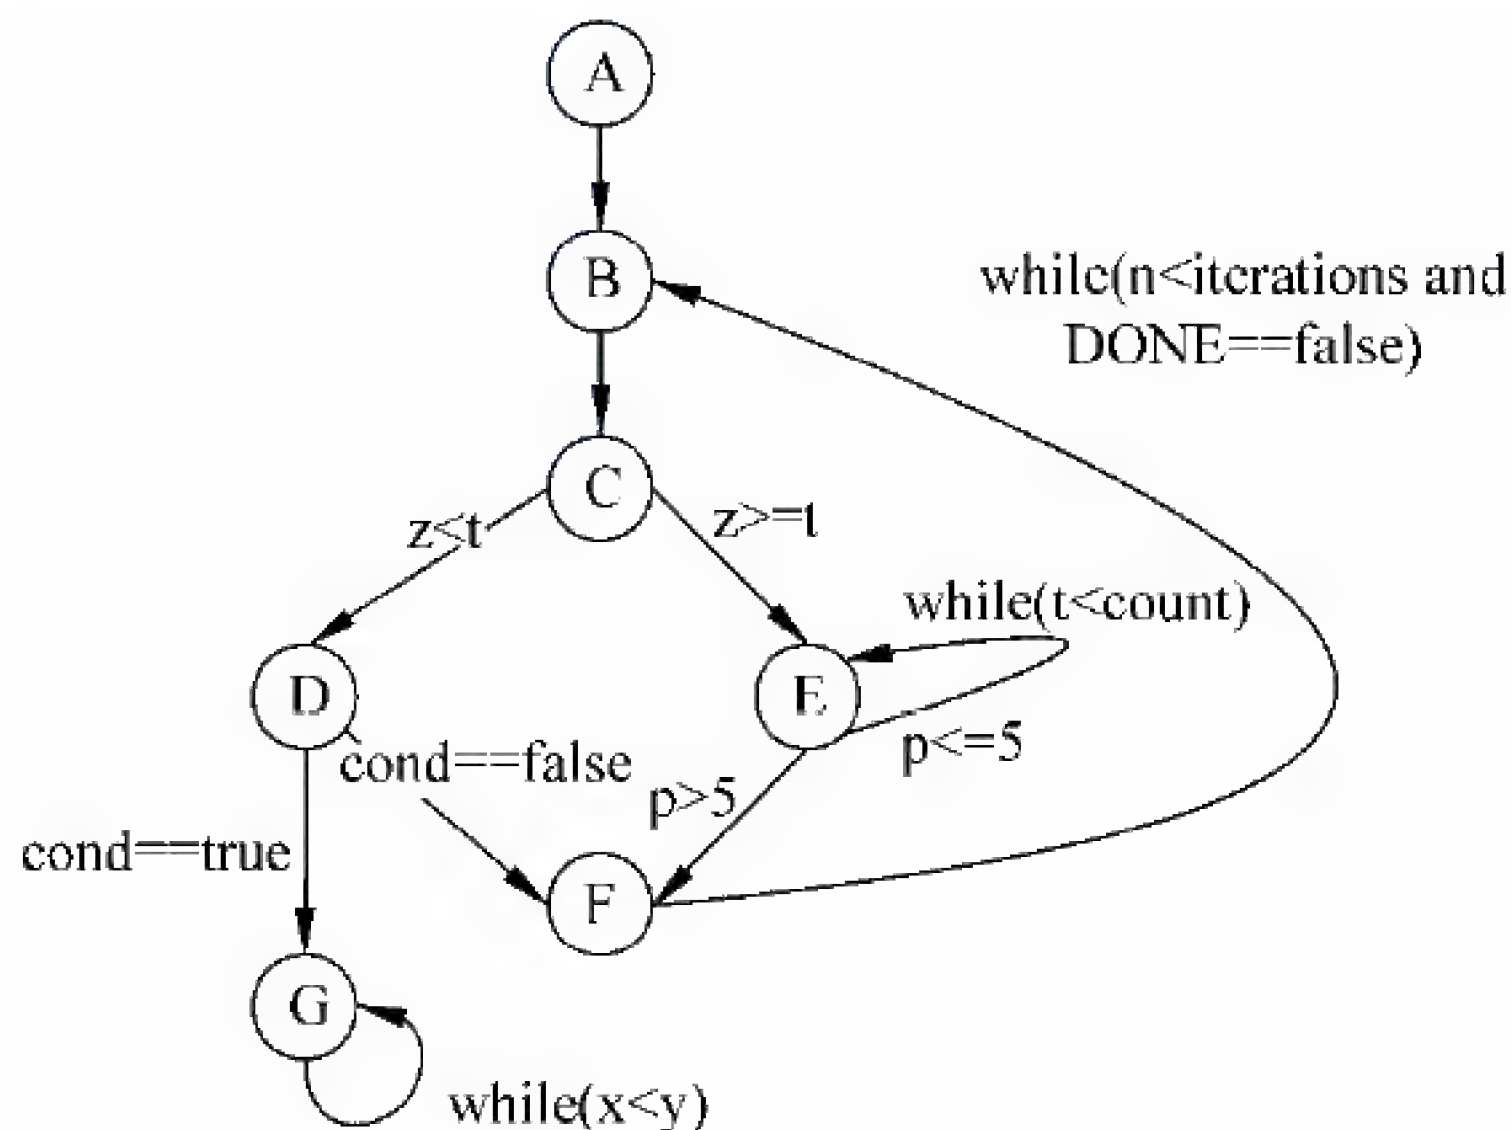 A
B
while(n<iterations and
DONE==false)
C
z<t
z>=t
while(t<count)
D
E
cond==false
p<=5
p>5
cond==true
F
G
while(x<y)